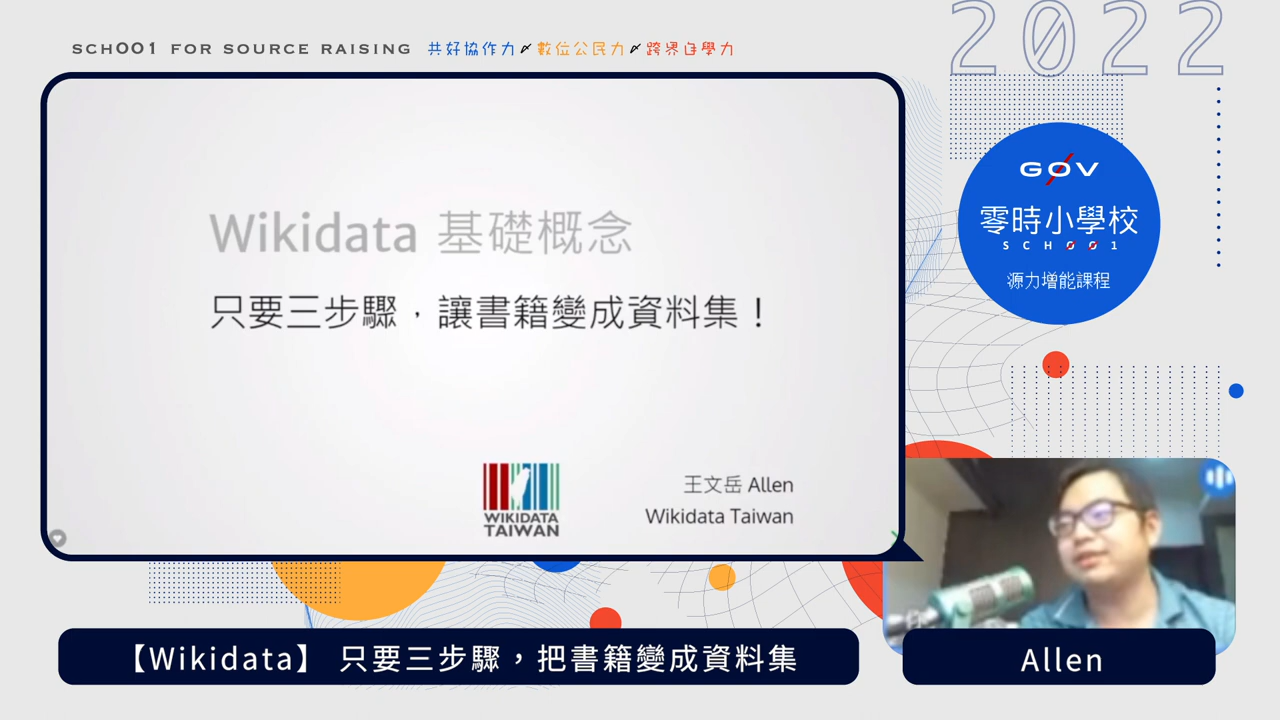 SCHOO1 FOR SOURCE RAISING 共好協作力 數位公民力 跨界自學力
2022
GOV
零時小學校
SCHOO1
源力增能課程
Wikidata 基礎概念
只要三步驟，讓書籍變成資料集！
WIKIDATA
TAIWAN
王文岳 Allen
Wikidata Taiwan
【Wikidata】 只要三步驟，把書籍變成資料集
Allen